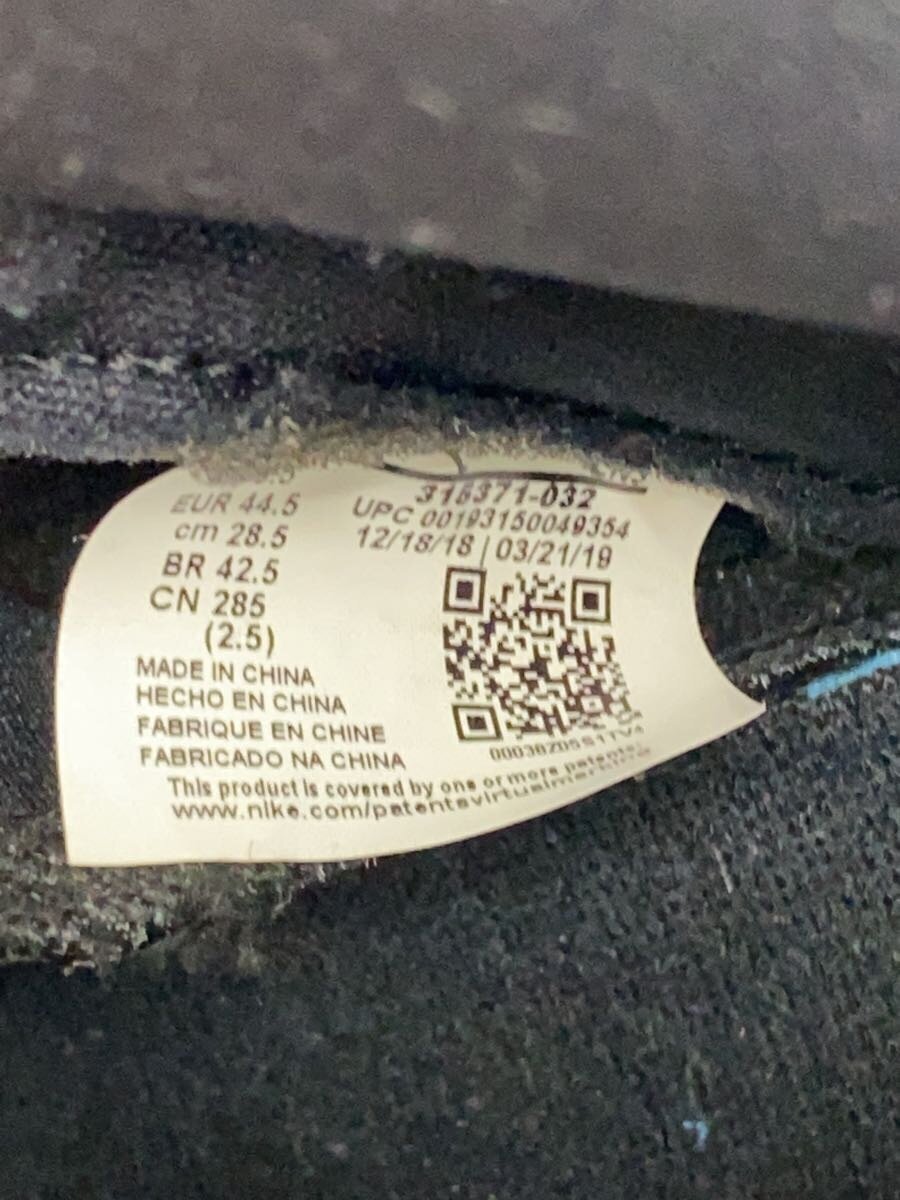 EUR 44.5
cm 28.5
BR 42.5
CN 285
(2.5)
MADE IN CHINA
HECHO EN CHINA
FABRIQUE EN CHINE
FABRICADO NA CHINA
This product is covered by one or more patents.
www.nike.com/patentsvirtualmarking
315371-032
UPC 00193150049354
12/18/18 | 03/21/19